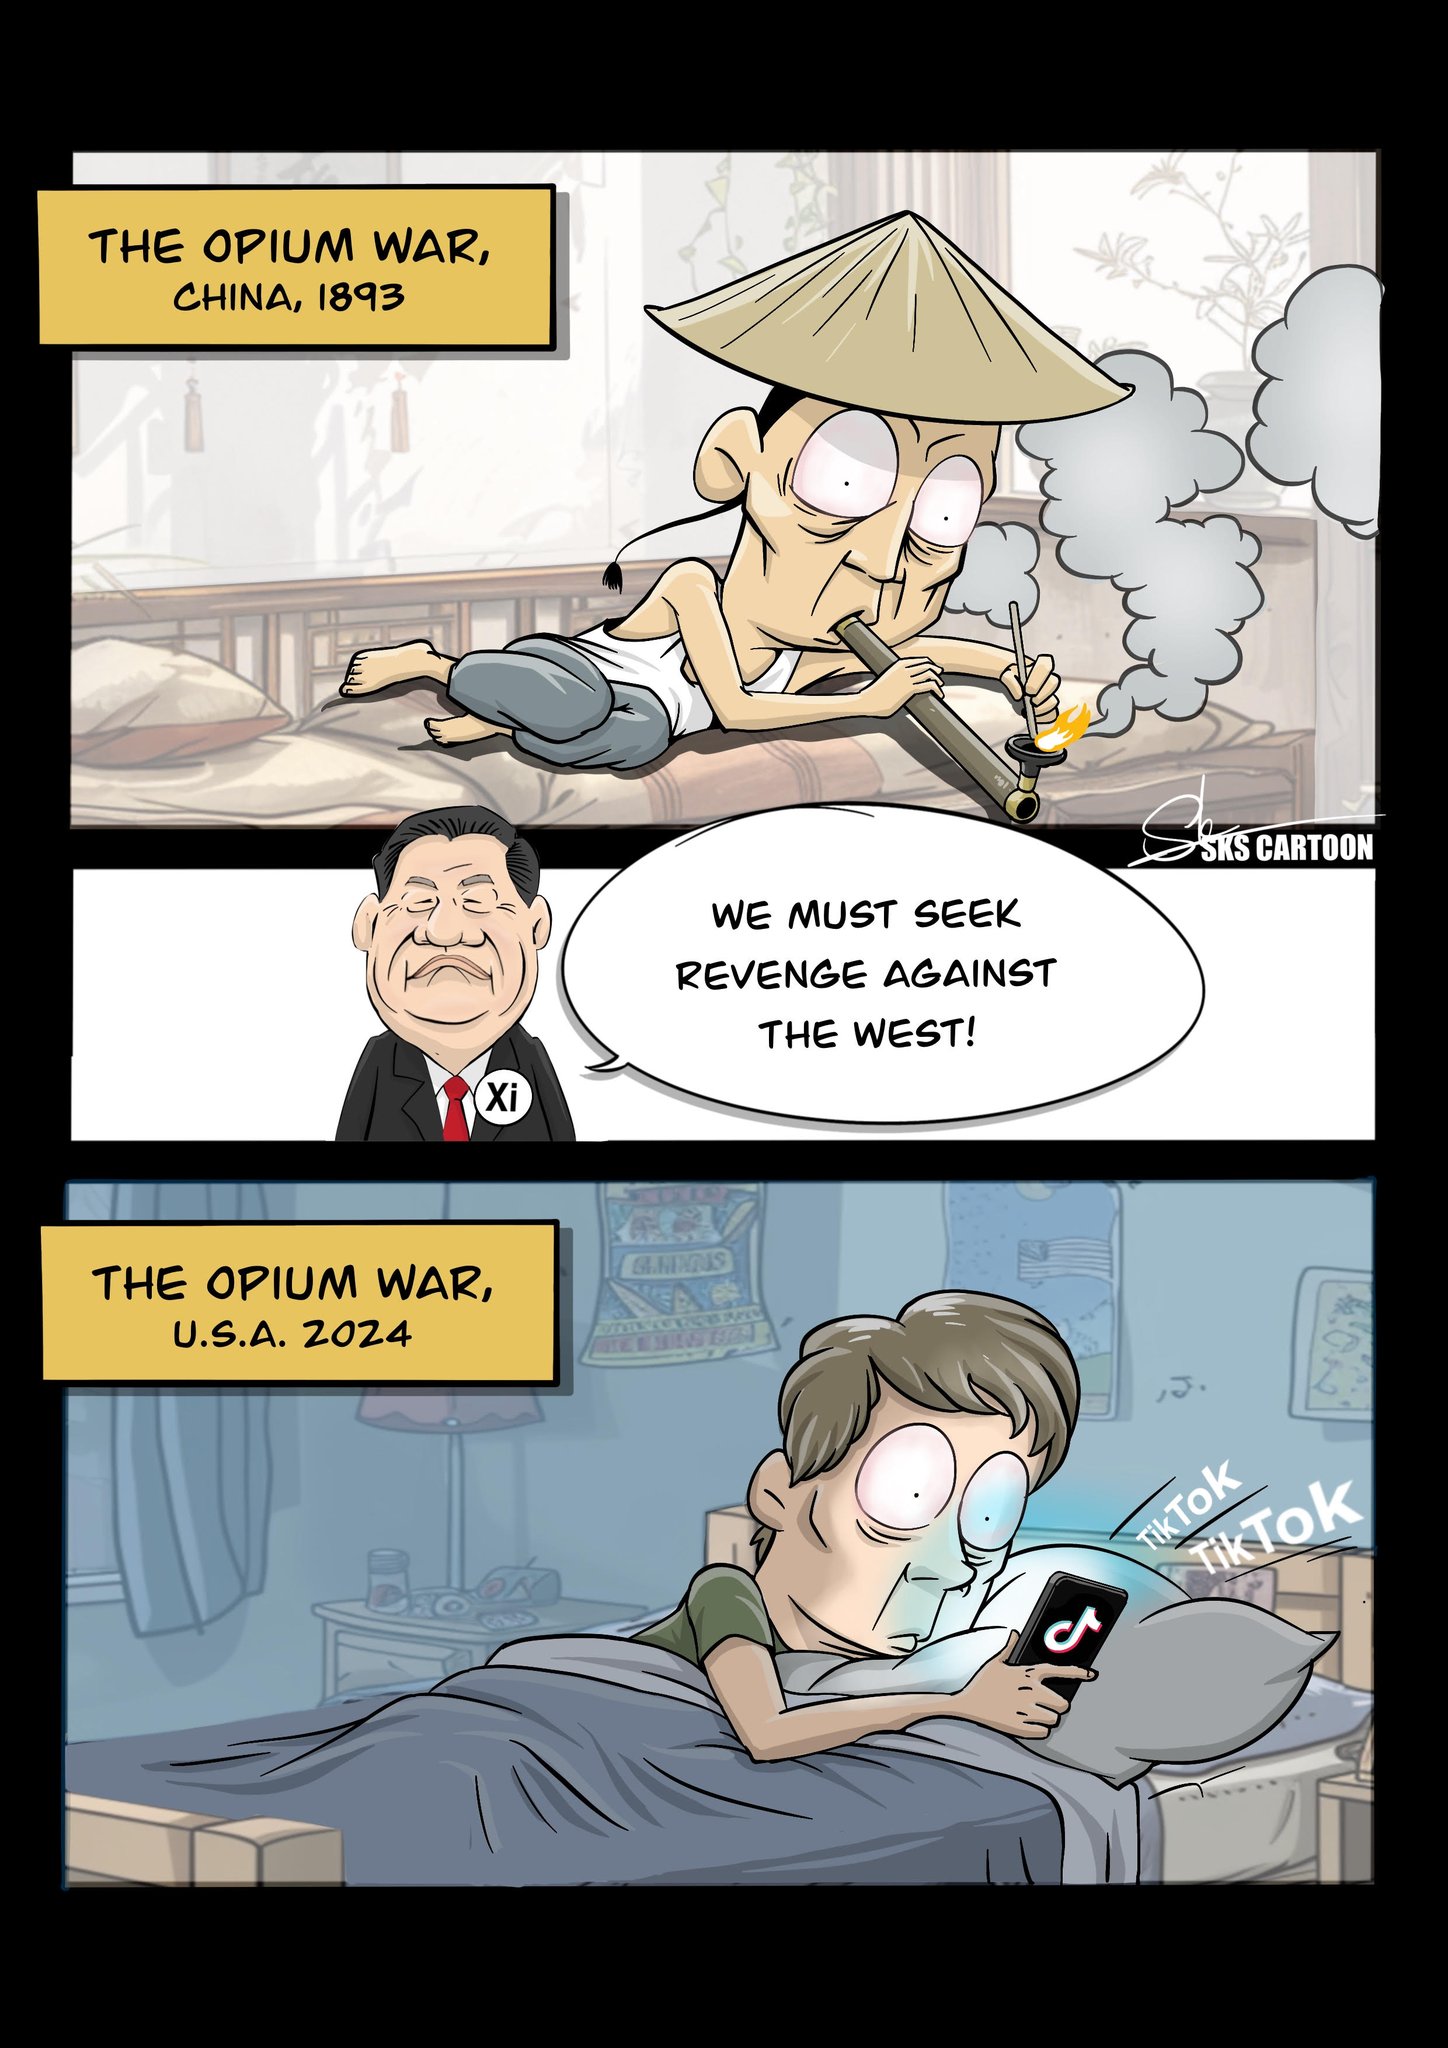 THE OPIUM WAR,
CHINA, 1893
SKS CARTOON
WE MUST SEEK
REVENGE AGAINST
THE WEST!
Xi
THE OPIUM WAR,
U.S.A. 2024
TikTok
TikTok